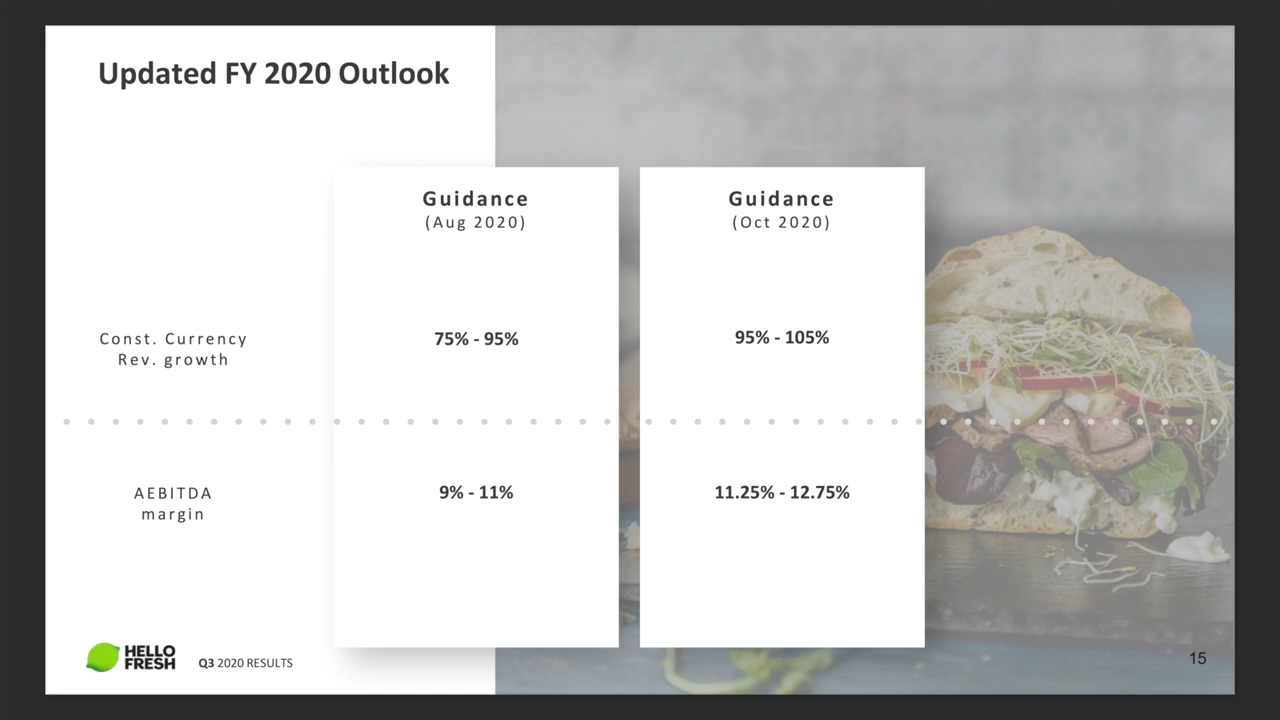 Updated FY 2020 Outlook
Guidance
(Aug 2020)
Guidance
(Oct 2020)
Const. Currency
Rev. growth
75% - 95%
95% - 105%
AEBITDA
margin
9% - 11%
11.25% - 12.75%
HELLO
FRESH
Q3 2020 RESULTS
15